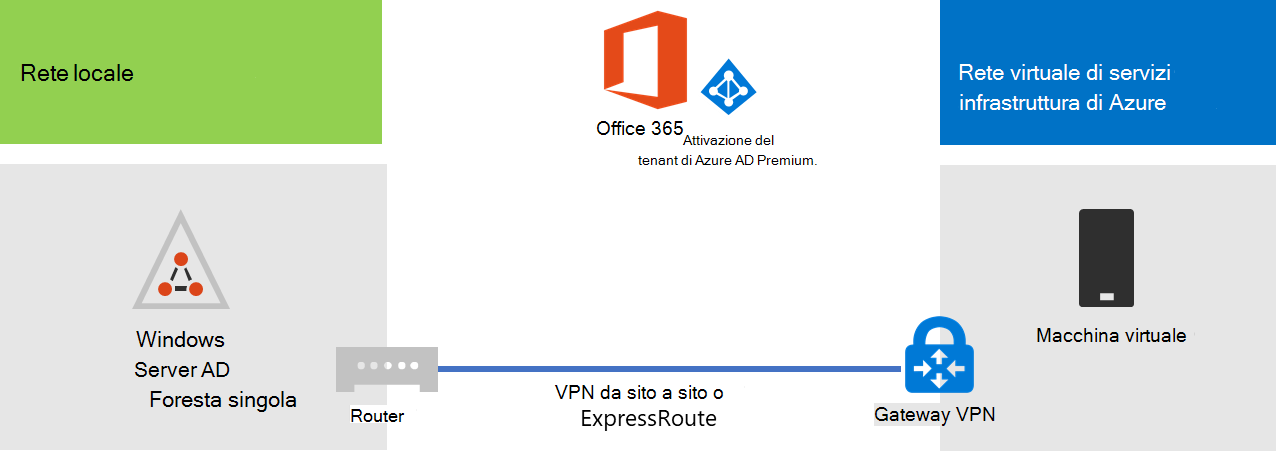 Rete locale
Office 365
Attivazione del
tenant di Azure AD Premium.
Rete virtuale di servizi
infrastruttura di Azure
Windows
Server AD
Foresta singola
Router
VPN da sito a sito o
ExpressRoute
Gateway VPN
Macchina virtuale